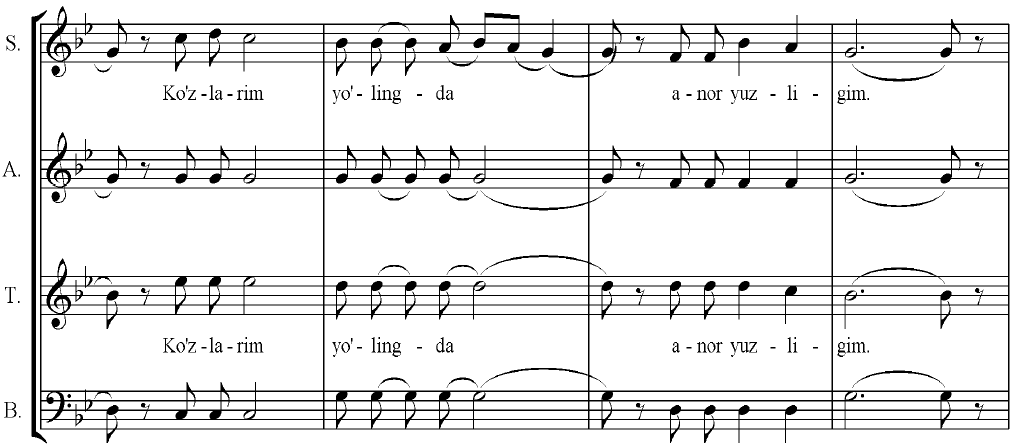 S.
Ko'z - la - rim yo' - ling - da a - nor yuz - li - gim.
A.
T.
Ko'z - la - rim yo' - ling - da a - nor yuz - li - gim.
B.